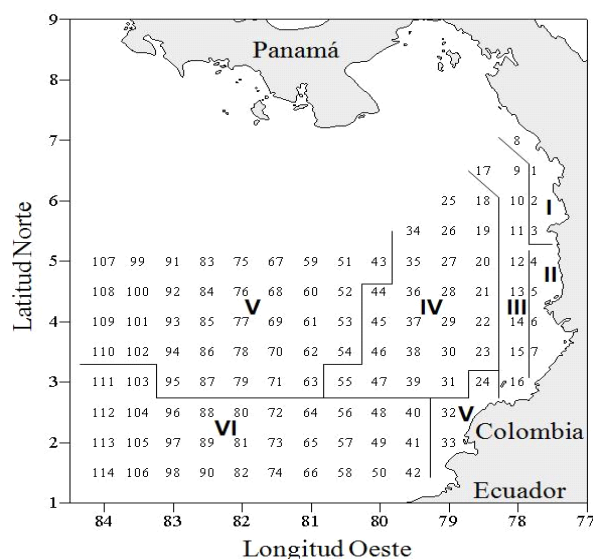 9
Panamá
8
7
8
17 9 1
6
25 18 10 2 I
34 26 19 11 3
5
107 99 91 83 75 67 59 51 43 35 27 20 12 4 II
108 100 92 84 76 68 60 52 44 36 28 21 13 5
V IV III
4
109 101 93 85 77 69 61 53 45 37 29 22 14 6
110 102 94 86 78 70 62 54 46 38 30 23 15 7
3
111 103 95 87 79 71 63 55 47 39 31 24 16
112 104 96 88 80 72 64 56 48 40 32 V
VI Colombia
2
113 105 97 89 81 73 65 57 49 41 33
114 106 98 90 82 74 66 58 50 42
Ecuador
1
84 83 82 81 80 79 78 77
Latitud Norte
Longitud Oeste